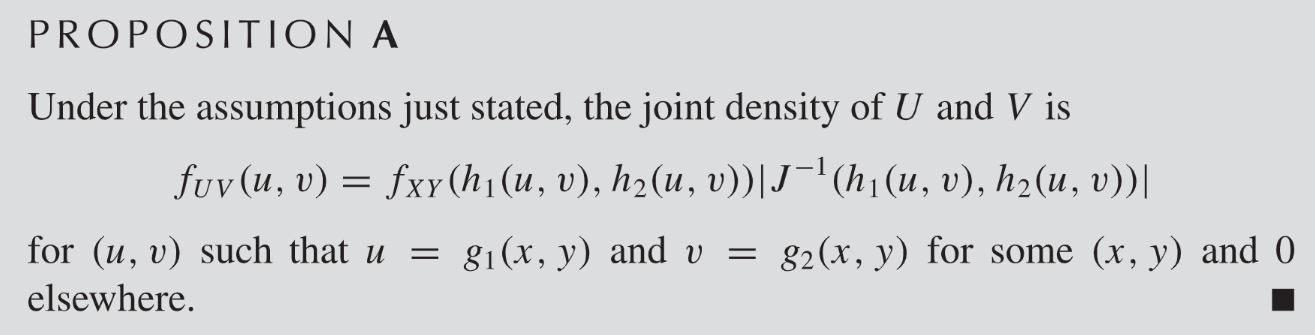 PROPOSITION A
Under the assumptions just stated, the joint density of U and V is
f_{UV}(u, v) = f_{XY}(h_1(u, v), h_2(u, v))|J^{-1}(h_1(u, v), h_2(u, v))|
for (u, v) such that u = g_1(x, y) and v = g_2(x, y) for some (x, y) and 0
elsewhere. ■